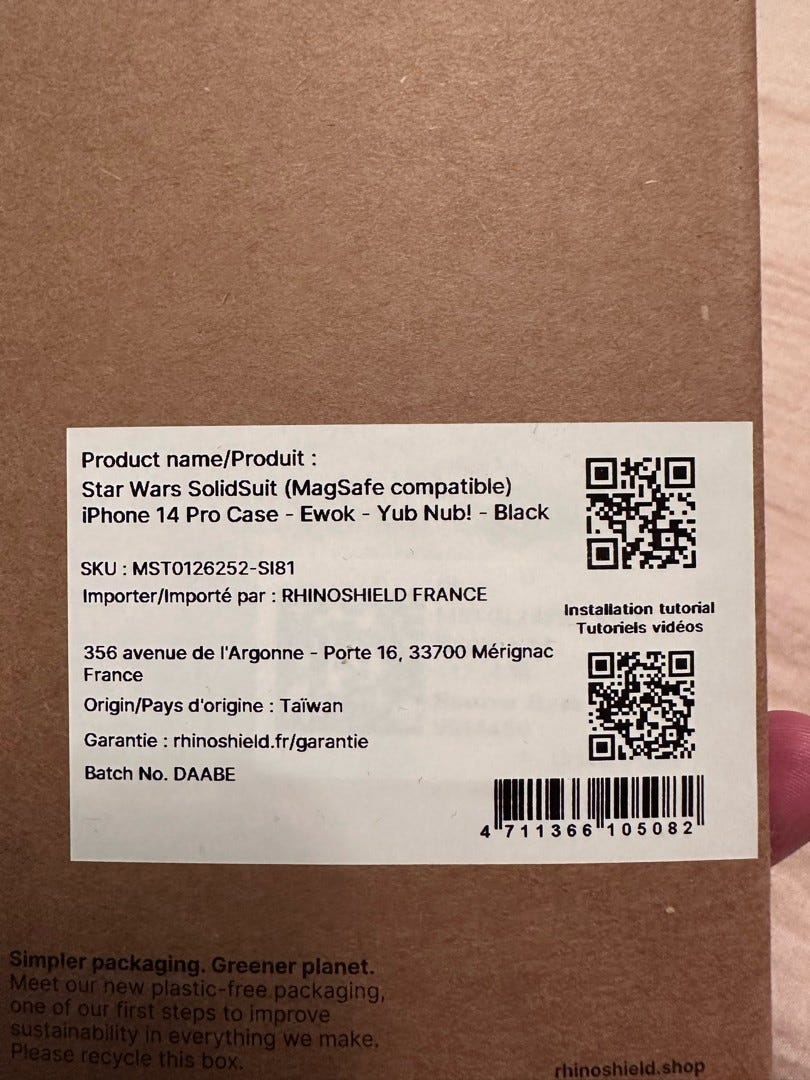 Product name/Produit :
Star Wars SolidSuit (MagSafe compatible)
iPhone 14 Pro Case - Ewok - Yub Nub! - Black
SKU : MST0126252-SI81
Importer/Importé par : RHINOSHIELD FRANCE
356 avenue de l'Argonne - Porte 16, 33700 Mérignac
France
Origin/Pays d'origine : Taïwan
Garantie : rhinoshield.fr/garantie
Batch No. DAABE
Installation tutorial
Tutoriels vidéos
4 711366 105082
Simpler packaging. Greener planet.
Meet our new plastic-free packaging,
one of our first steps to improve
sustainability in everything we make.
Please recycle this box.
rhinoshield.shop